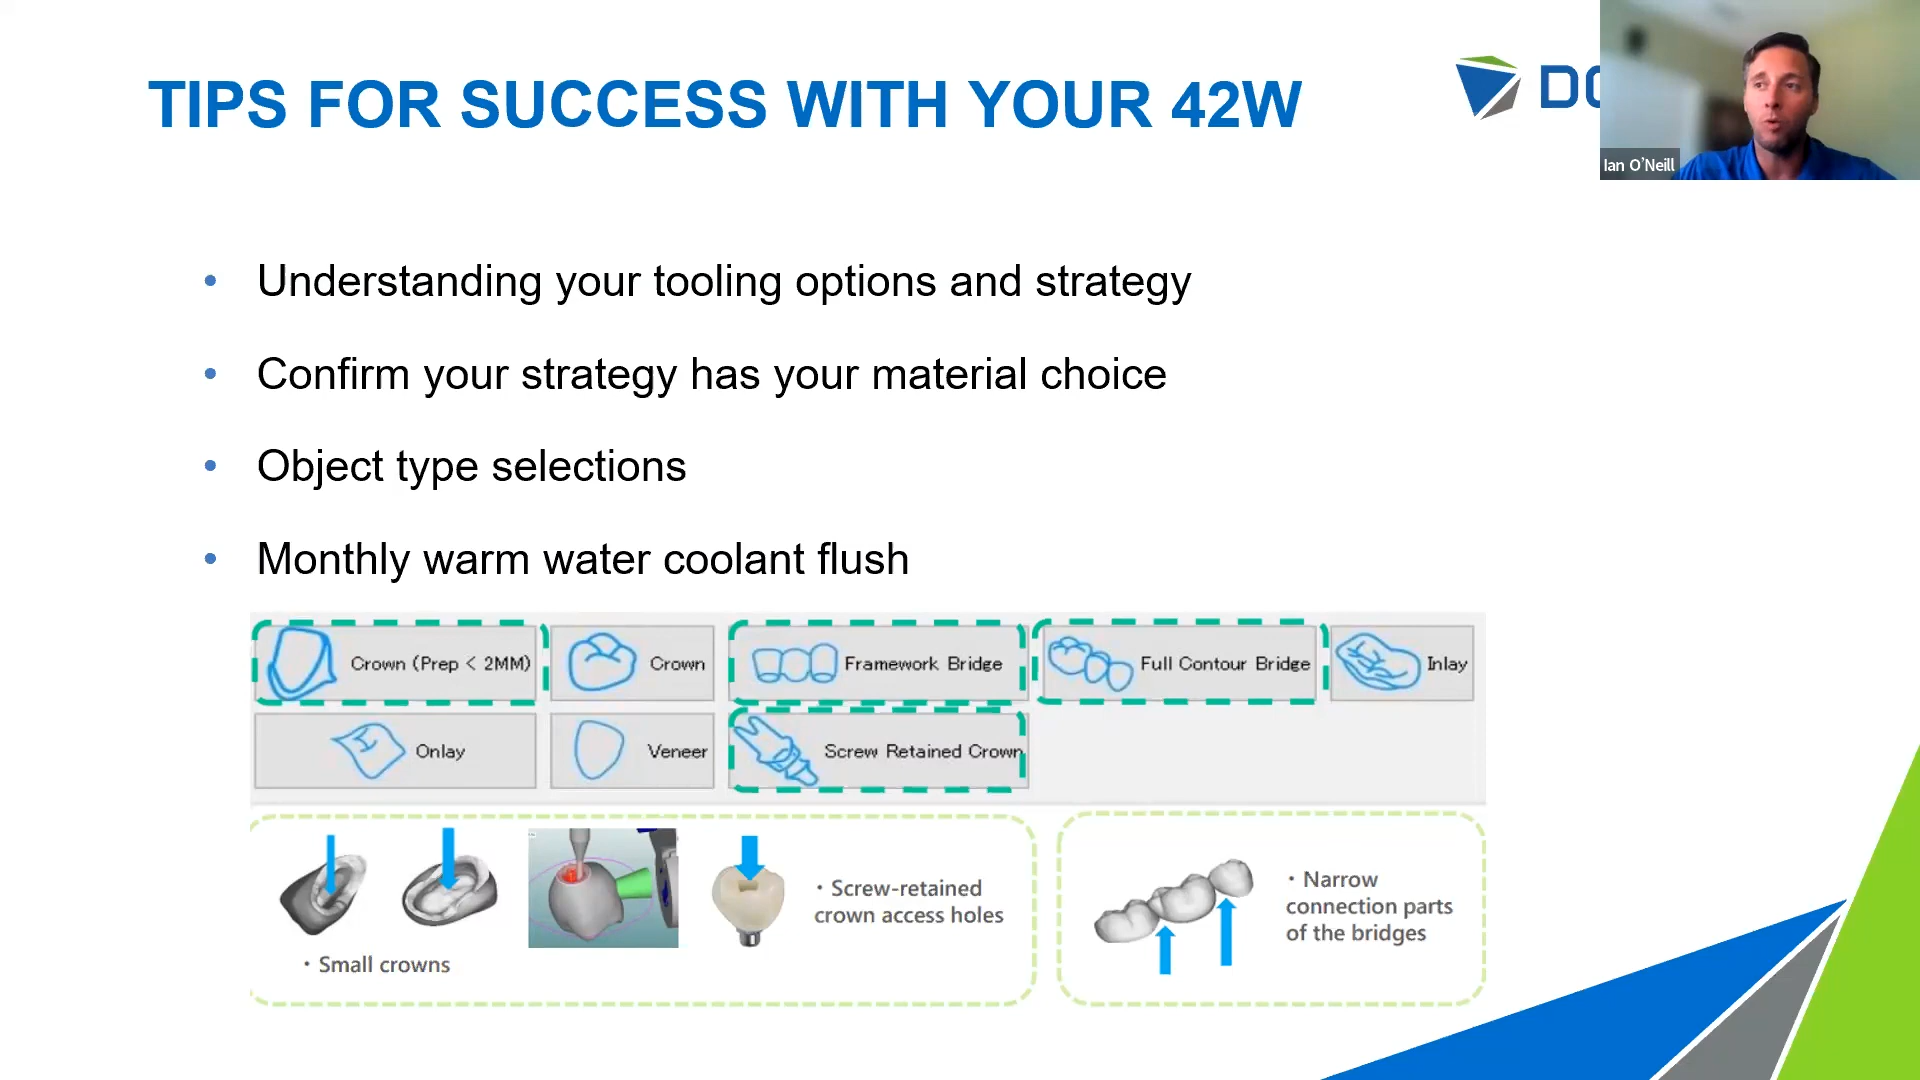 TIPS FOR SUCCESS WITH YOUR 42W
Ian O'Neill
• Understanding your tooling options and strategy
• Confirm your strategy has your material choice
• Object type selections
• Monthly warm water coolant flush
Crown (Prep < 2MM)
Crown
Framework Bridge
Full Contour Bridge
Inlay
Onlay
Veneer
Screw Retained Crown
・Small crowns
・Screw-retained
crown access holes
・Narrow
connection parts
of the bridges